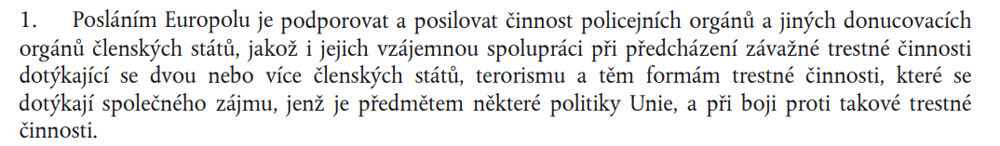 1. Posláním Europolu je podporovat a posilovat činnost policejních orgánů a jiných donucovacích
orgánů členských států, jakož i jejich vzájemnou spolupráci při předcházení závažné trestné činnosti
dotýkající se dvou nebo více členských států, terorismu a těm formám trestné činnosti, které se
dotýkají společného zájmu, jenž je předmětem některé politiky Unie, a při boji proti takové trestné
činnosti.